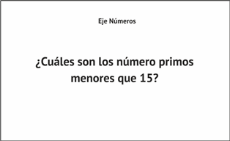 Eje Números
¿Cuáles son los número primos
menores que 15?